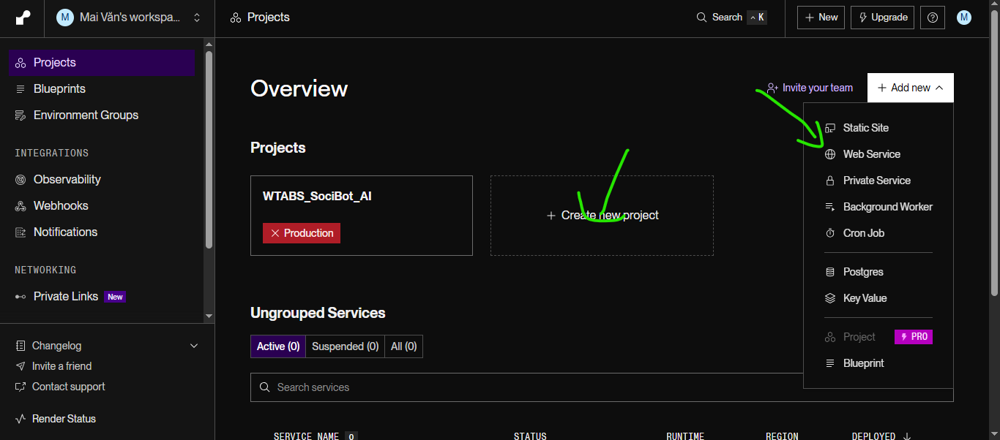 M Mai Văn's workspa...
Projects
Search K
+ New
Upgrade
M
Projects
Blueprints
Environment Groups
INTEGRATIONS
Observability
Webhooks
Notifications
NETWORKING
Private Links New
Changelog
Invite a friend
Contact support
Render Status
Overview
Invite your team
+ Add new
Static Site
Web Service
Private Service
Background Worker
Cron Job
Postgres
Key Value
Project PRO
Blueprint
Projects
WTABS_SociBot_AI
Production
+ Create new project
Ungrouped Services
Active (0)
Suspended (0)
All (0)
Search services
SERVICE NAME 0
STATUS
RUNTIME
REGION
DEPLOYED